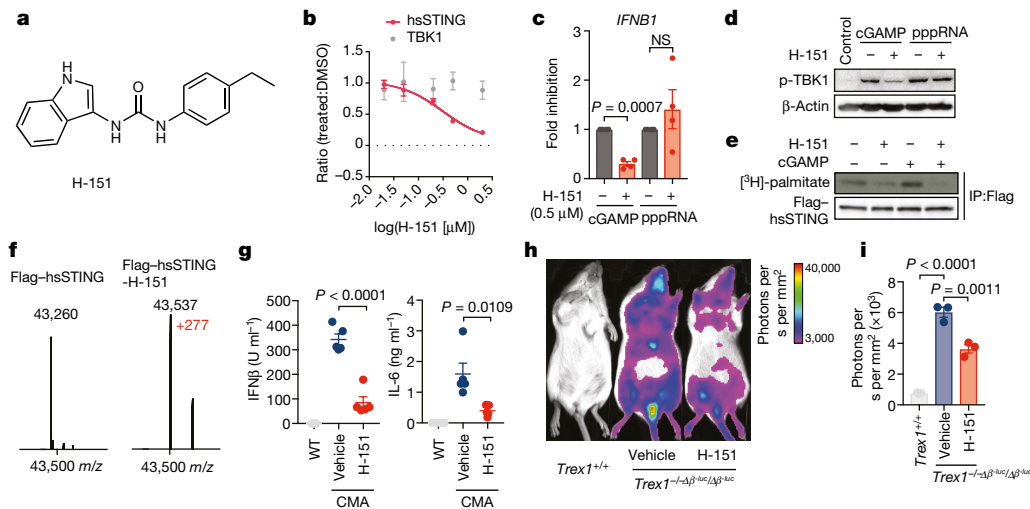 a
NH
O
N
H
N
H
H-151
b
hsSTING
TBK1
Ratio (treated:DMSO)
1.5
1.0
0.5
0
–0.5
–2.0
–1.5
–1.0
–0.5
0
0.5
log(H-151 [μM])
c
IFNB1
NS
P = 0.0007
Fold inhibition
3
2
1
0
H-151
(0.5 μM)
– + – +
cGAMP pppRNA
d
Control
cGAMP pppRNA
H-151 – + – +
p-TBK1
β-Actin
e
H-151 – + – +
cGAMP – – + +
[³H]-palmitate
Flag–
hsSTING
IP:Flag
f
Flag–hsSTING
43,260
43,500 m/z
Flag–hsSTING
-H-151
43,537
+277
43,500 m/z
g
P < 0.0001
IFNβ (U ml⁻¹)
500
400
300
200
100
0
WT
Vehicle
H-151
CMA
P = 0.0109
IL-6 (ng ml⁻¹)
4
3
2
1
0
WT
Vehicle
H-151
CMA
h
Photons per
s per mm²
40,000
3,000
Trex1⁺/⁺
Vehicle H-151
Trex1⁻/⁻Δβ-luc/Δβ-luc
i
P < 0.0001
P = 0.0011
Photons per
s per mm² (×10³)
8
6
4
2
0
Trex1⁺/⁺
Vehicle
H-151
Trex1⁻/⁻Δβ-luc/Δβ-luc